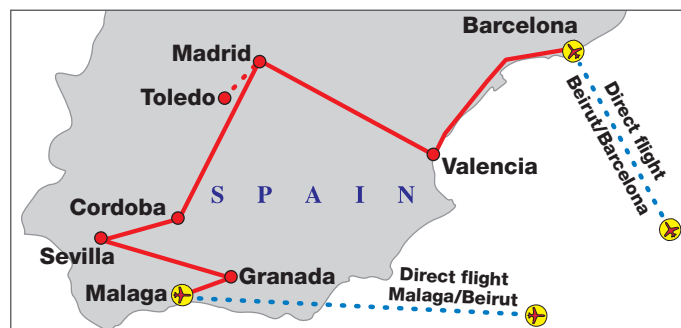 Barcelona
Madrid
Toledo
Direct flight
Beirut/Barcelona
Valencia
S P A I N
Cordoba
Sevilla
Granada
Malaga
Direct flight
Malaga/Beirut